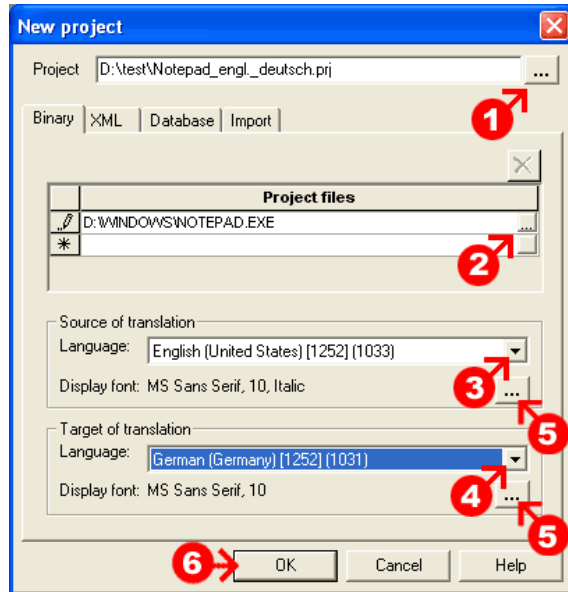 New project
Project D:\test\Notepad_engl._deutsch.prj ...
1
Binary XML Database Import
Project files
D:\WINDOWS\NOTEPAD.EXE ...
*
2
Source of translation
Language: English (United States) [1252] (1033)
3
Display font: MS Sans Serif, 10, Italic ...
5
Target of translation
Language: German (Germany) [1252] (1031)
4
Display font: MS Sans Serif, 10 ...
5
6 OK Cancel Help